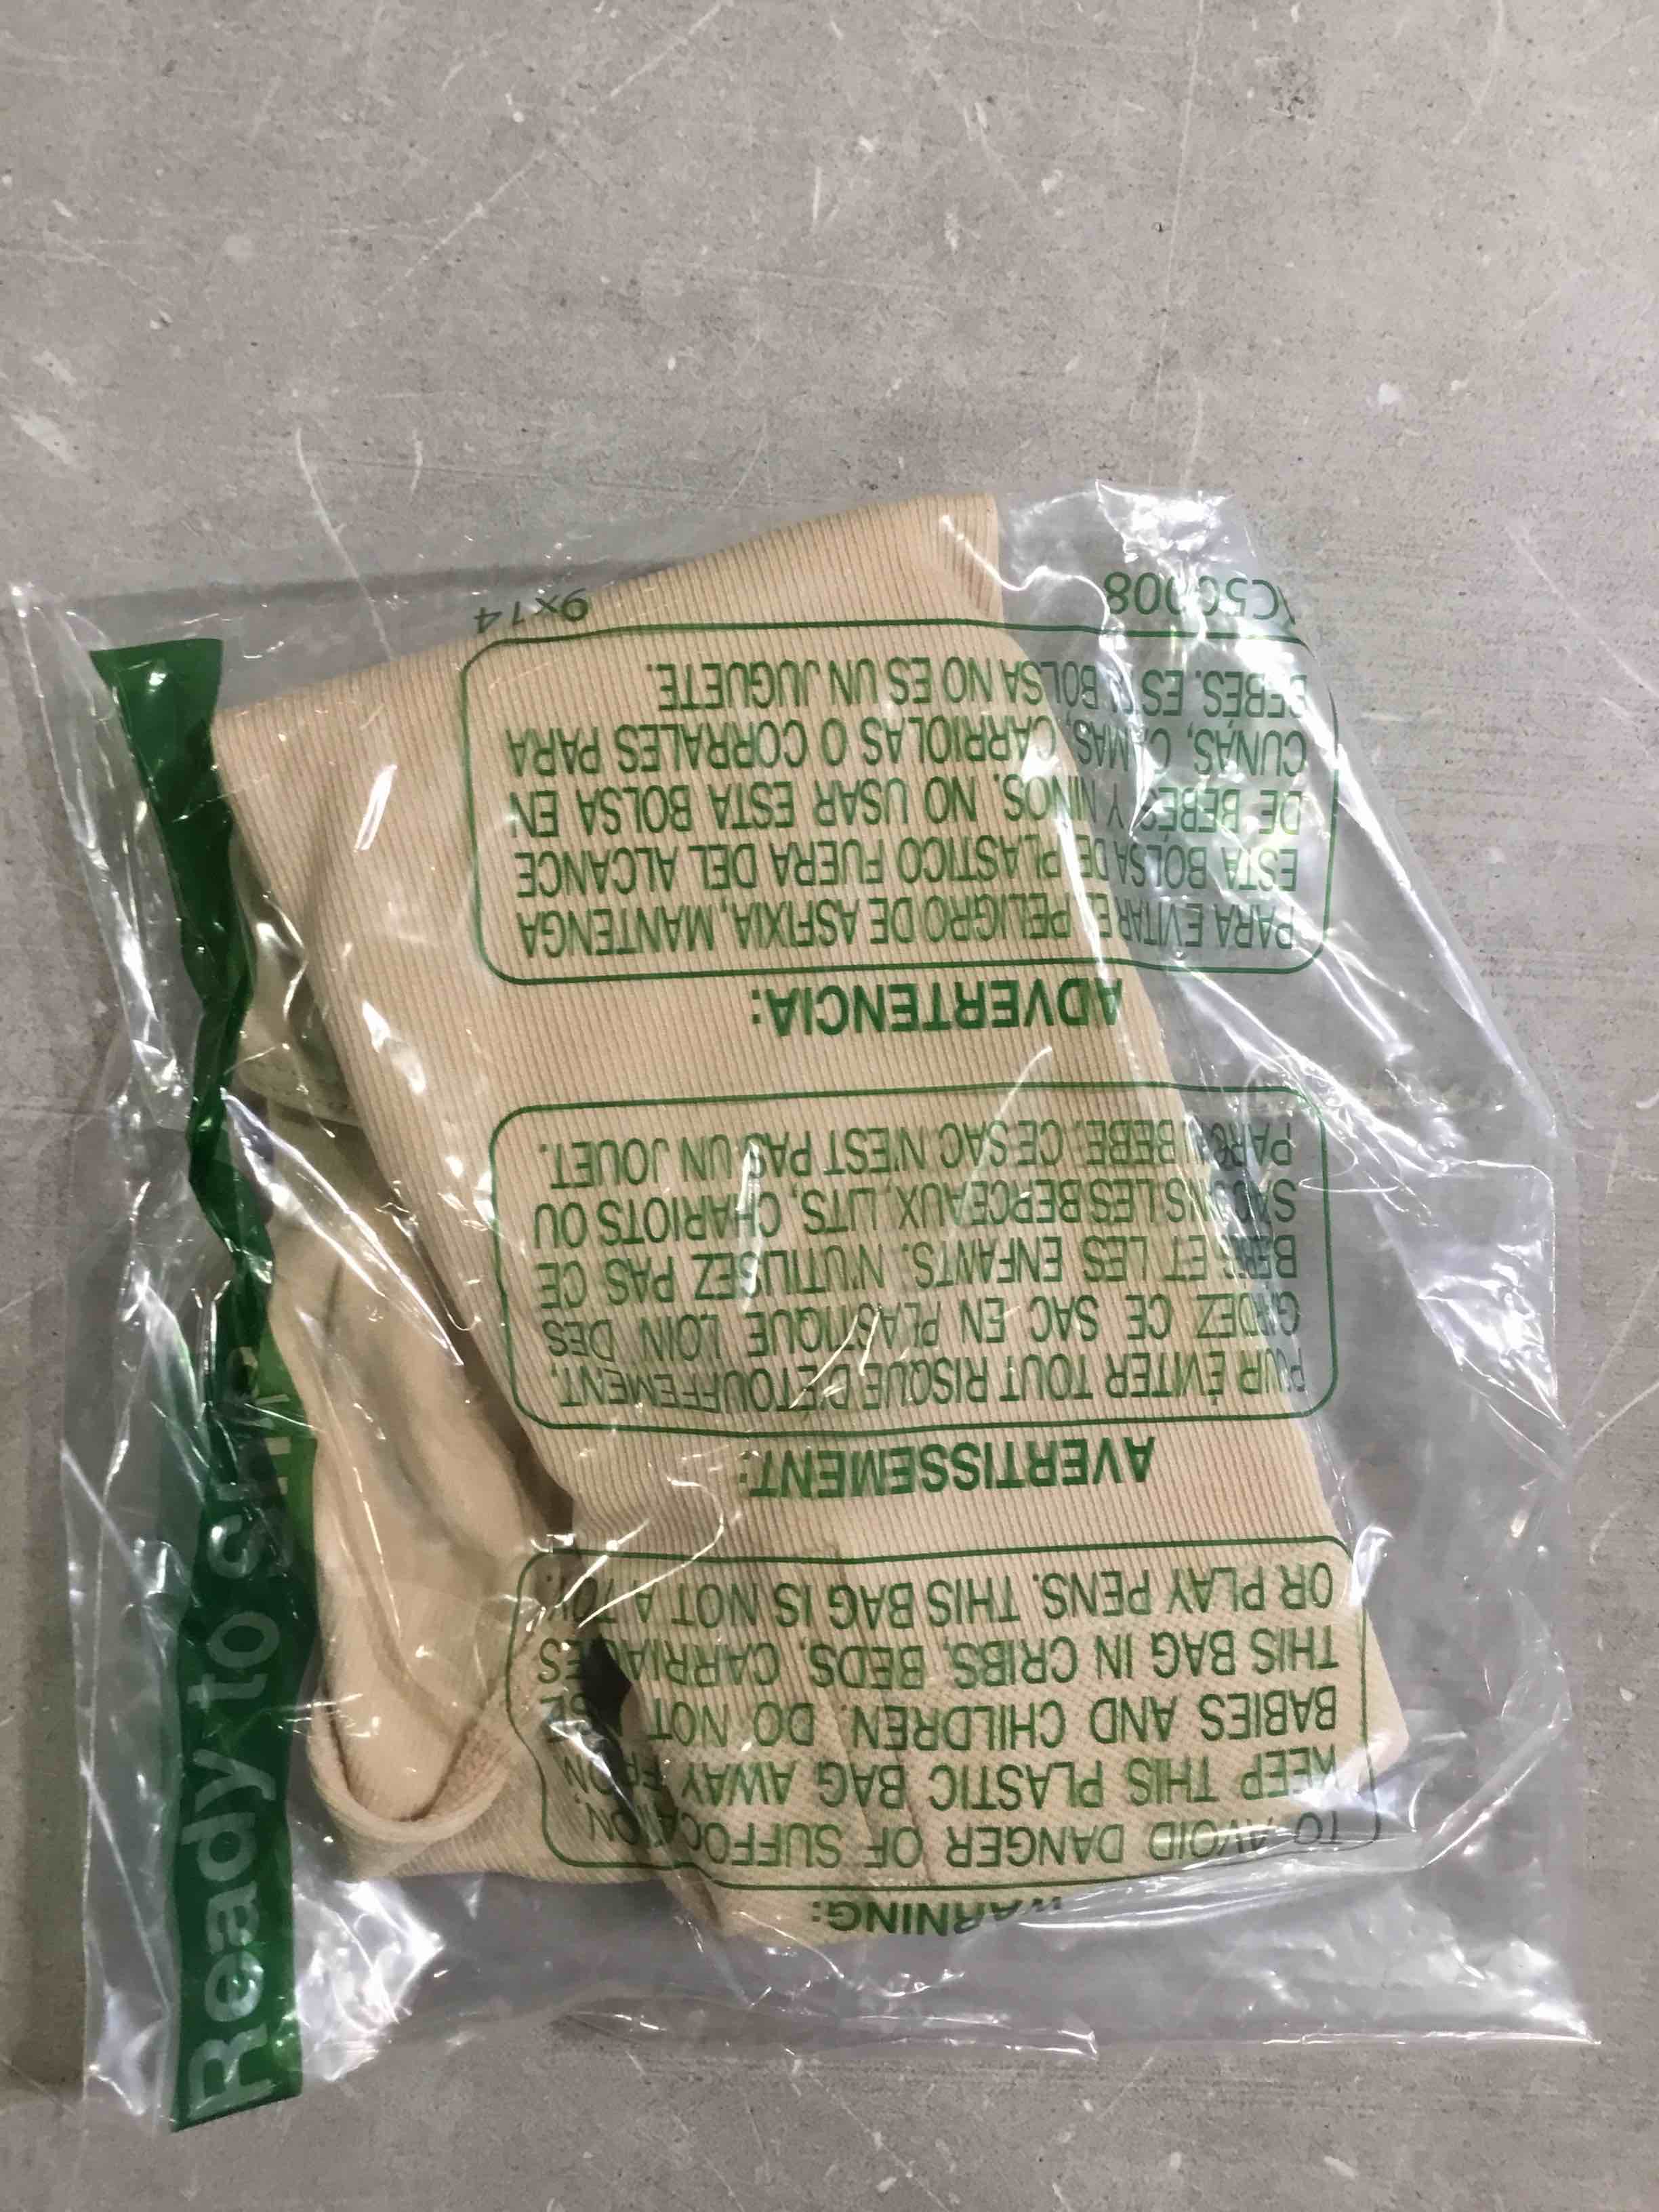 WARNING:
TO AVOID DANGER OF SUFFOCATION,
KEEP THIS PLASTIC BAG AWAY FROM
BABIES AND CHILDREN. DO NOT
THIS BAG IN CRIBS, BEDS, CARRIAGES
OR PLAY PENS. THIS BAG IS NOT A TOY.
AVERTISSEMENT:
POUR ÉVITER TOUT RISQUE D'ÉTOUFFEMENT,
GARDEZ CE SAC EN PLASTIQUE LOIN DES
BÉBÉS ET LES ENFANTS. N'UTILISEZ PAS CE
SAC DANS LES BERCEAUX, LITS, CHARIOTS OU
PARC BÉBÉ. CE SAC N'EST PAS UN JOUET.
ADVERTENCIA:
PARA EVITAR EL PELIGRO DE ASFIXIA, MANTENGA
ESTA BOLSA DE PLASTICO FUERA DEL ALCANCE
DE BEBÉS Y NINOS. NO USAR ESTA BOLSA EN
CUNAS, CAMAS, CARRIOLAS O CORRALES PARA
BEBÉS. ESTA BOLSA NO ES UN JUGUETE.
9x14
Ready to